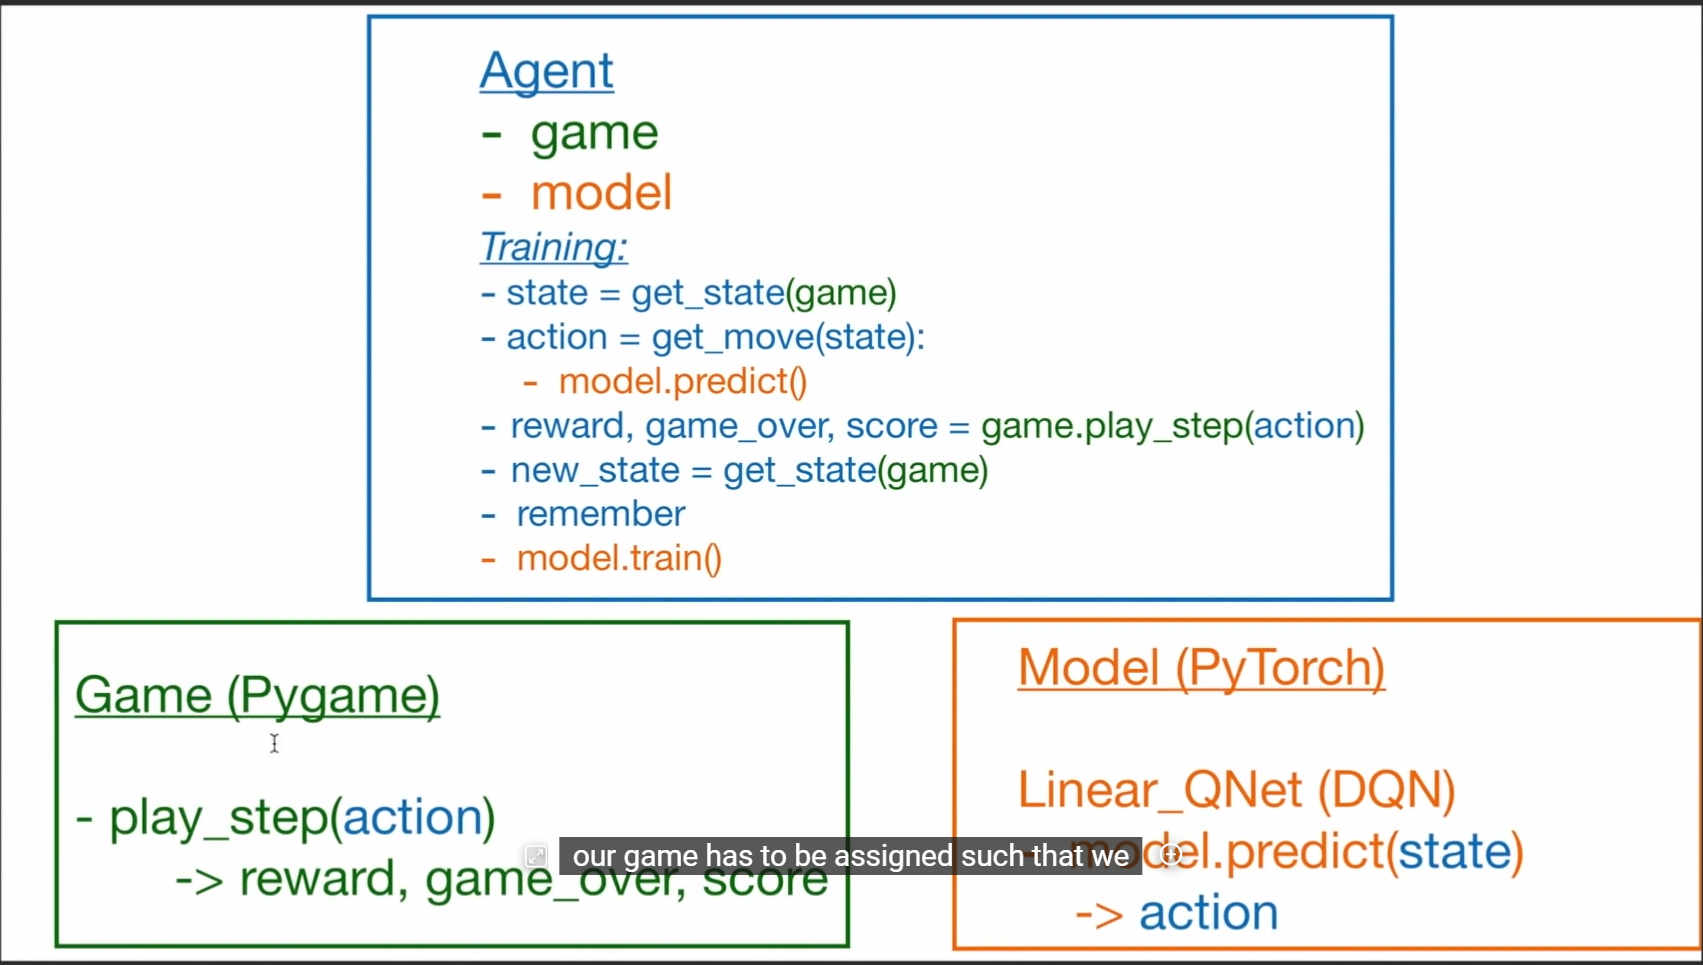 Agent
- game
- model
Training:
- state = get_state(game)
- action = get_move(state):
- model.predict()
- reward, game_over, score = game.play_step(action)
- new_state = get_state(game)
- remember
- model.train()
Game (Pygame)
- play_step(action)
-> reward, game_over, score
Model (PyTorch)
Linear_QNet (DQN)
- model.predict(state)
-> action
our game has to be assigned such that we